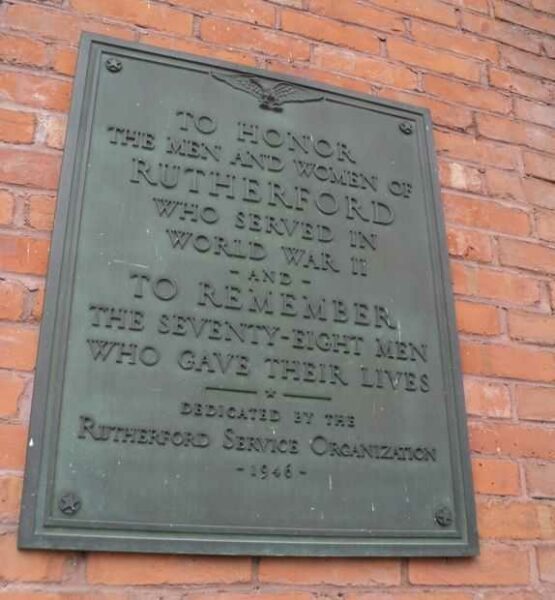 TO HONOR
THE MEN AND WOMEN OF
RUTHERFORD
WHO SERVED IN
WORLD WAR II
- AND -
TO REMEMBER
THE SEVENTY-EIGHT MEN
WHO GAVE THEIR LIVES
DEDICATED BY THE
RUTHERFORD SERVICE ORGANIZATION
- 1946 -